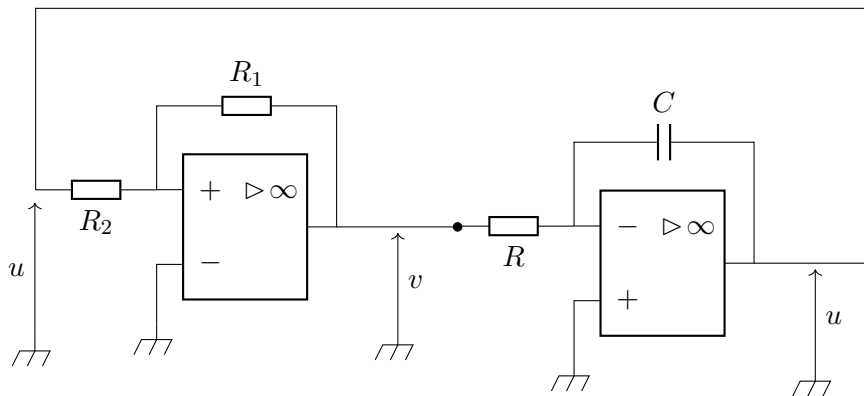 R₁
C
+ ▷ ∞
R₂
− ▷ ∞
u
−
v
R
+
u